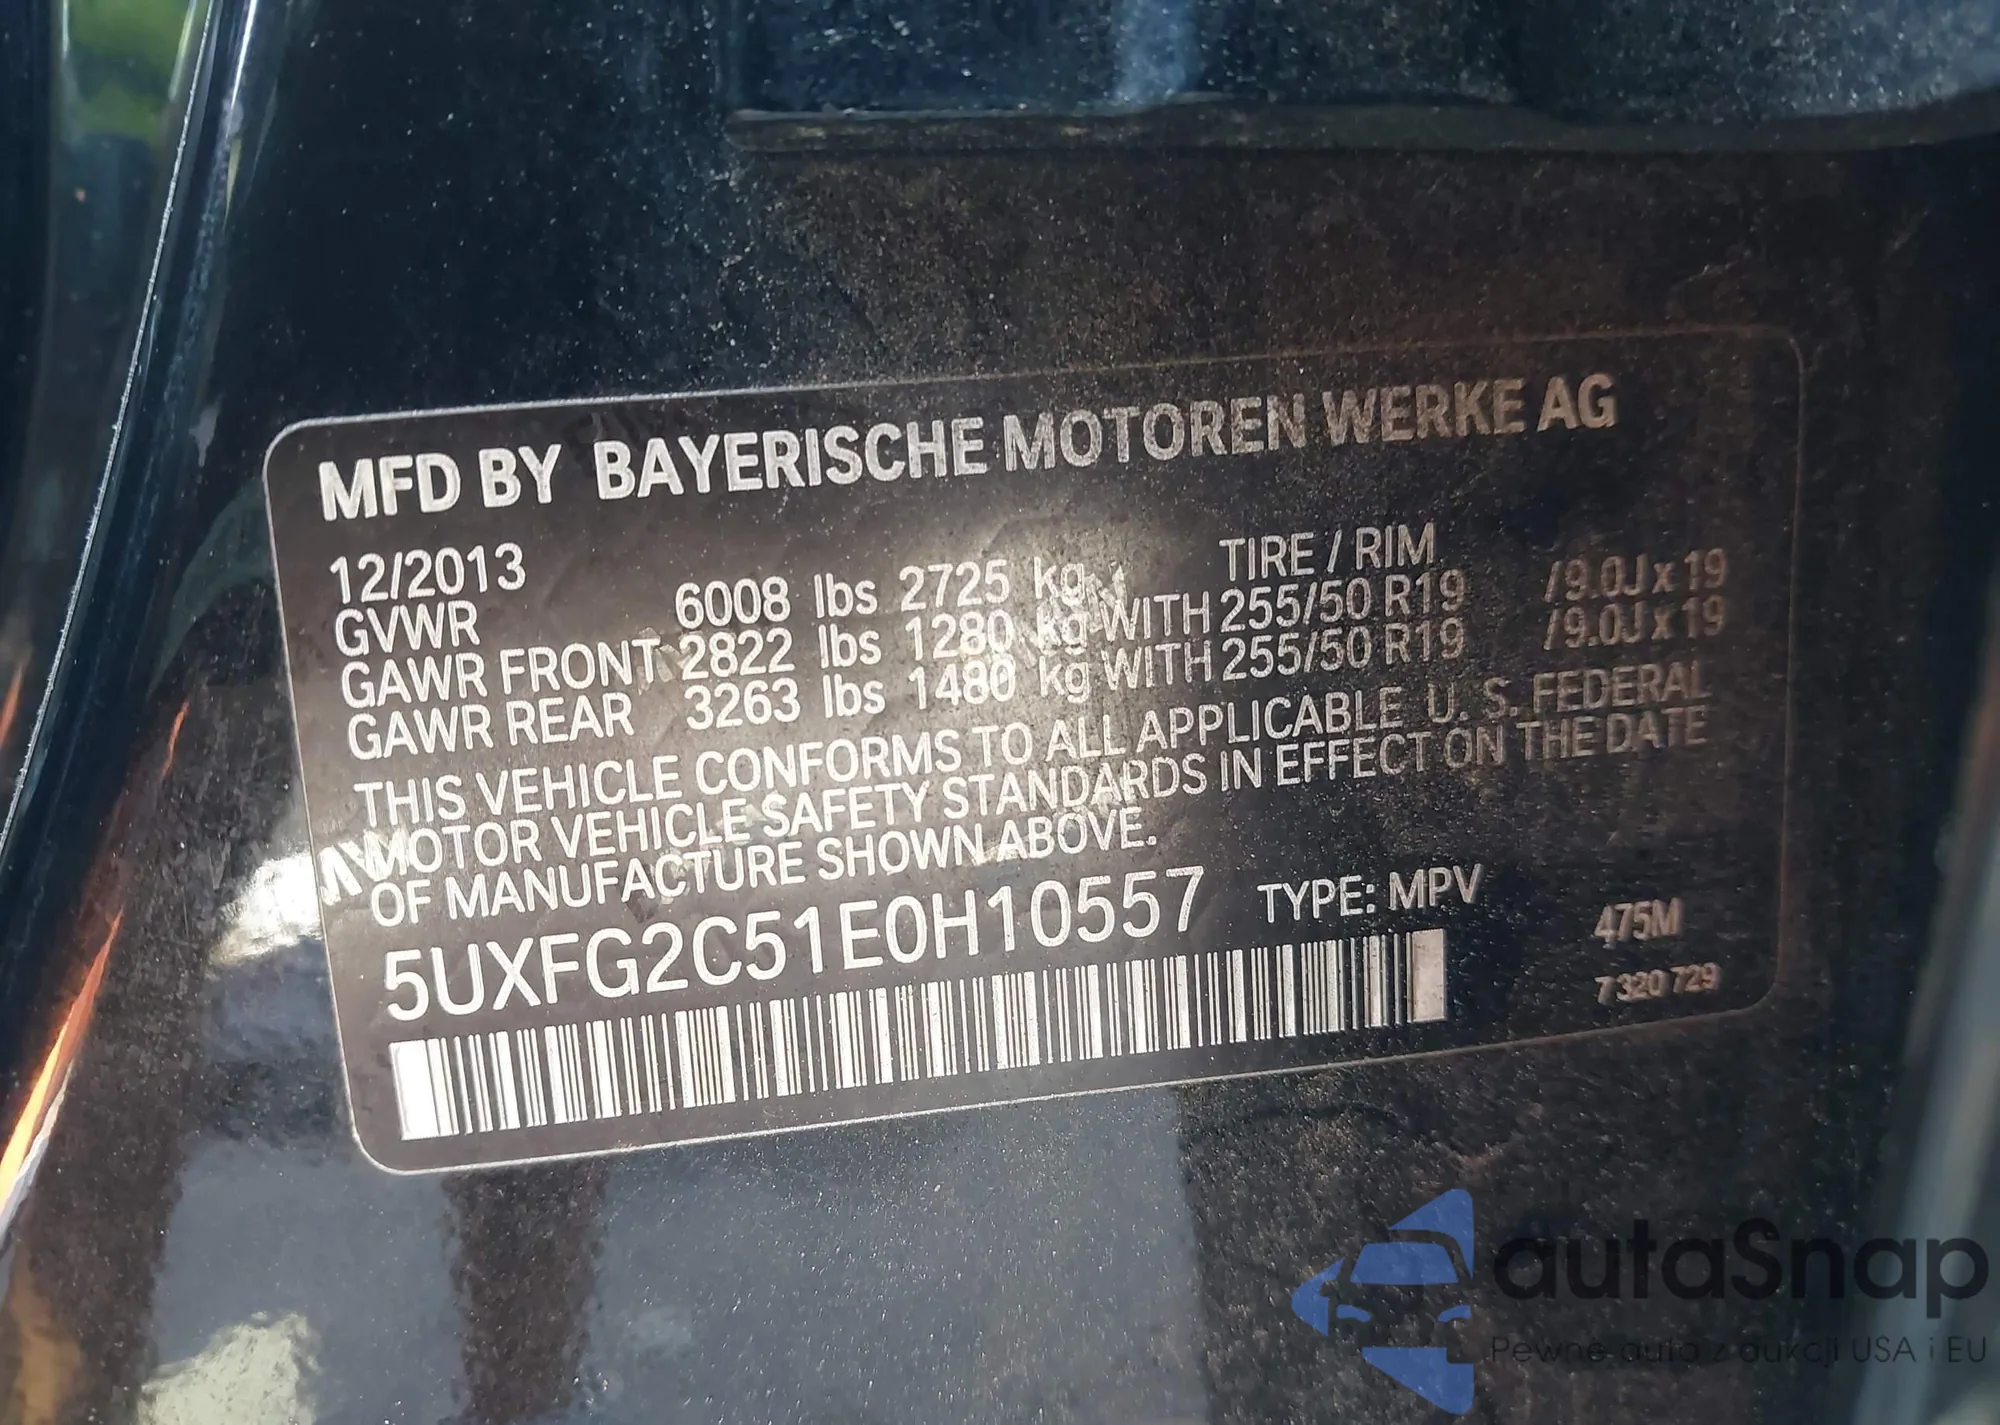 MFD BY BAYERISCHE MOTOREN WERKE AG
12/2013 TIRE / RIM
GVWR 6008 lbs 2725 kg
GAWR FRONT 2822 lbs 1280 kg WITH 255/50 R19 /9.0J x 19
GAWR REAR 3263 lbs 1480 kg WITH 255/50 R19 /9.0J x 19
THIS VEHICLE CONFORMS TO ALL APPLICABLE U. S. FEDERAL
MOTOR VEHICLE SAFETY STANDARDS IN EFFECT ON THE DATE
OF MANUFACTURE SHOWN ABOVE.
5UXFG2C51E0H10557 TYPE: MPV 475M
7 320 729
autaSnap
Pewne auta z aukcji USA i EU